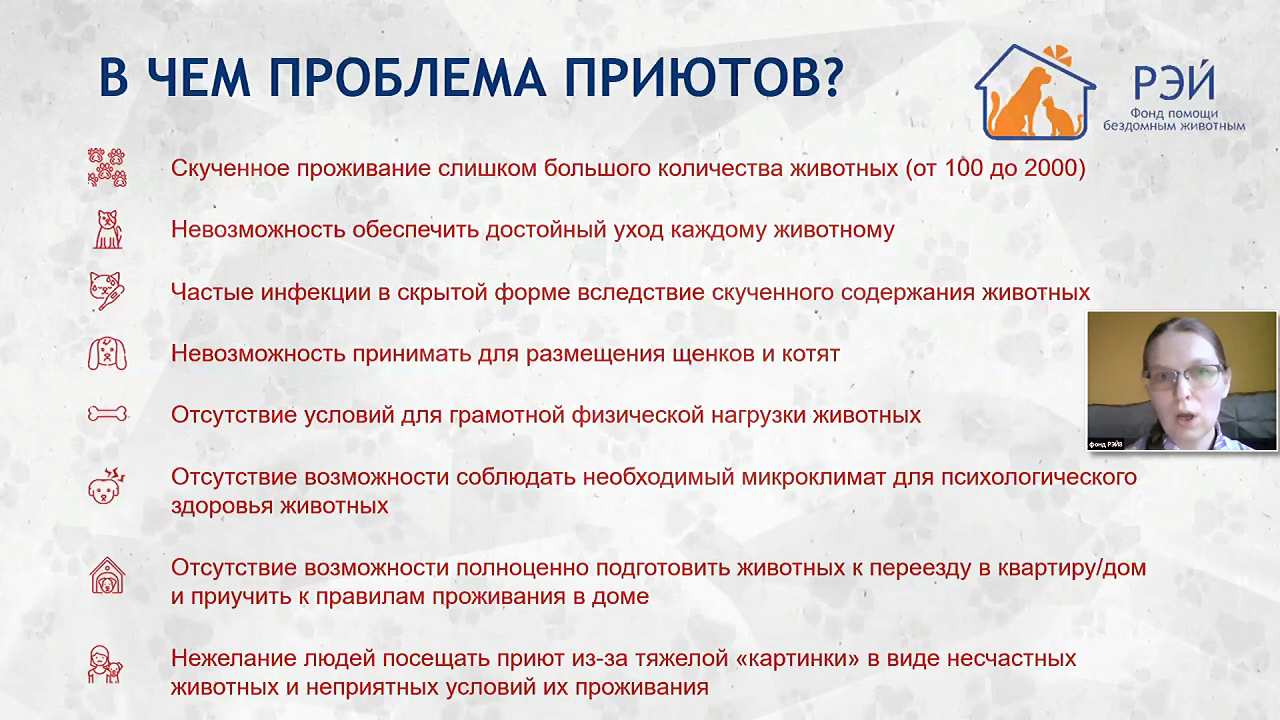 В ЧЕМ ПРОБЛЕМА ПРИЮТОВ?
РЭЙ
Фонд помощи
бездомным животным
Скученное проживание слишком большого количества животных (от 100 до 2000)
Невозможность обеспечить достойный уход каждому животному
Частые инфекции в скрытой форме вследствие скученного содержания животных
Невозможность принимать для размещения щенков и котят
Отсутствие условий для грамотной физической нагрузки животных
фонд РЭЙ8
Отсутствие возможности соблюдать необходимый микроклимат для психологического
здоровья животных
Отсутствие возможности полноценно подготовить животных к переезду в квартиру/дом
и приучить к правилам проживания в доме
Нежелание людей посещать приют из-за тяжелой «картинки» в виде несчастных
животных и неприятных условий их проживания